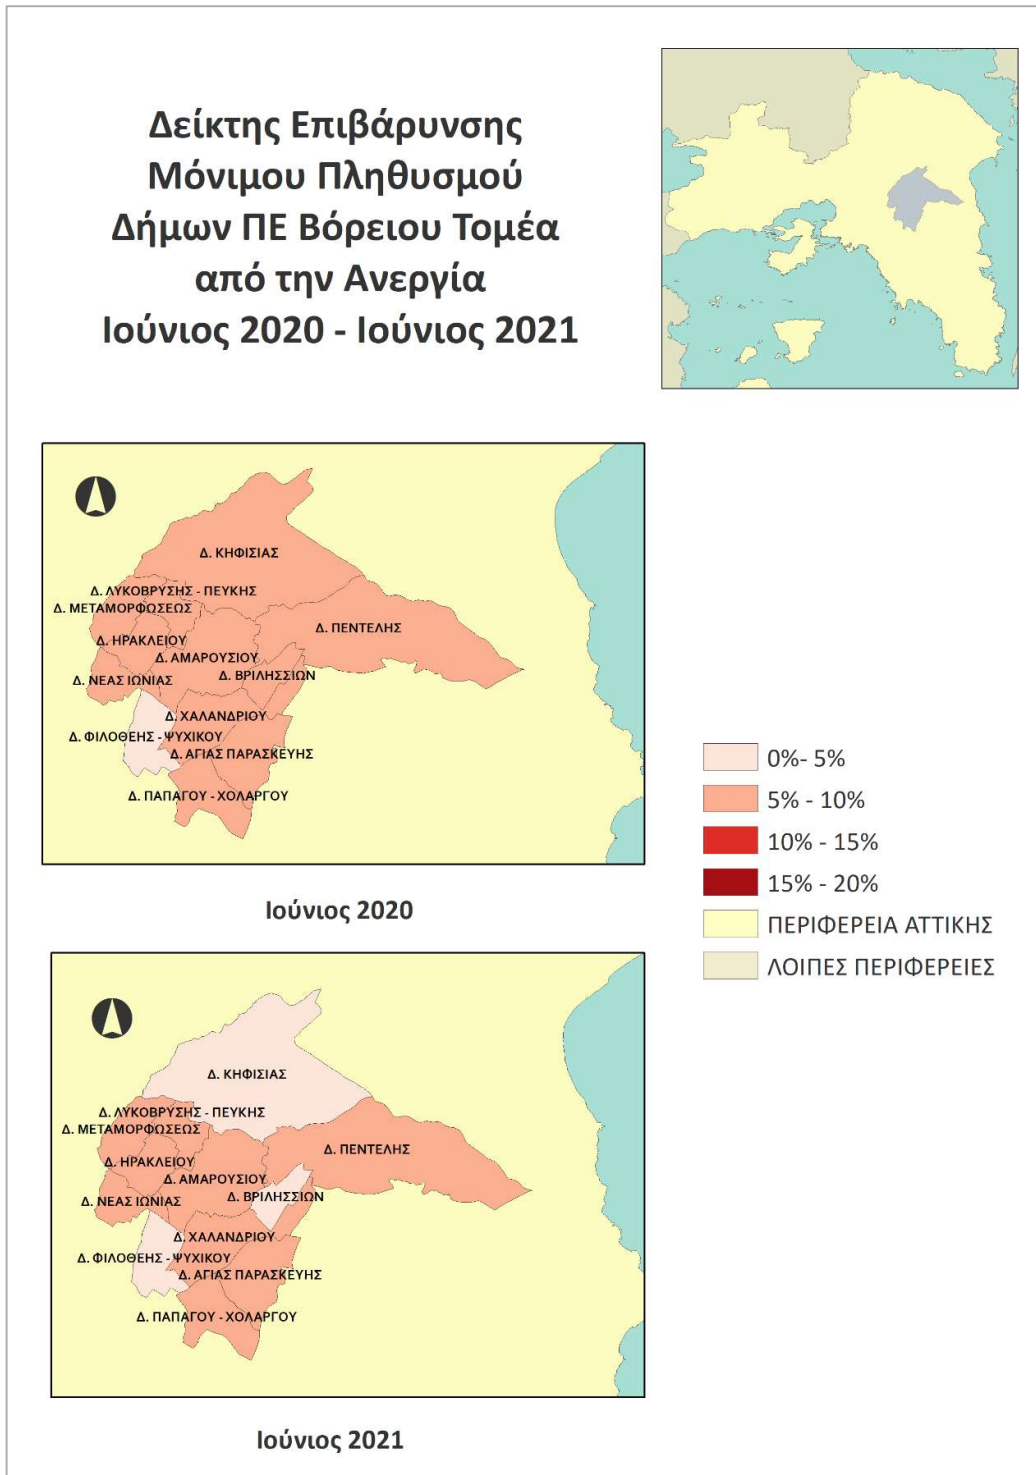 Δείκτης Επιβάρυνσης
Μόνιμου Πληθυσμού
Δήμων ΠΕ Βόρειου Τομέα
από την Ανεργία
Ιούνιος 2020 - Ιούνιος 2021
Δ. ΚΗΦΙΣΙΑΣ
Δ. ΛΥΚΟΒΡΥΣΗΣ - ΠΕΥΚΗΣ
Δ. ΜΕΤΑΜΟΡΦΩΣΕΩΣ
Δ. ΠΕΝΤΕΛΗΣ
Δ. ΗΡΑΚΛΕΙΟΥ
Δ. ΑΜΑΡΟΥΣΙΟΥ
Δ. ΒΡΙΛΗΣΣΙΩΝ
Δ. ΝΕΑΣ ΙΩΝΙΑΣ
Δ. ΧΑΛΑΝΔΡΙΟΥ
Δ. ΦΙΛΟΘΕΗΣ - ΨΥΧΙΚΟΥ
Δ. ΑΓΙΑΣ ΠΑΡΑΣΚΕΥΗΣ
Δ. ΠΑΠΑΓΟΥ - ΧΟΛΑΡΓΟΥ
Ιούνιος 2020
0%- 5%
5% - 10%
10% - 15%
15% - 20%
ΠΕΡΙΦΕΡΕΙΑ ΑΤΤΙΚΗΣ
ΛΟΙΠΕΣ ΠΕΡΙΦΕΡΕΙΕΣ
Δ. ΚΗΦΙΣΙΑΣ
Δ. ΛΥΚΟΒΡΥΣΗΣ - ΠΕΥΚΗΣ
Δ. ΜΕΤΑΜΟΡΦΩΣΕΩΣ
Δ. ΠΕΝΤΕΛΗΣ
Δ. ΗΡΑΚΛΕΙΟΥ
Δ. ΑΜΑΡΟΥΣΙΟΥ
Δ. ΒΡΙΛΗΣΣΙΩΝ
Δ. ΝΕΑΣ ΙΩΝΙΑΣ
Δ. ΧΑΛΑΝΔΡΙΟΥ
Δ. ΦΙΛΟΘΕΗΣ - ΨΥΧΙΚΟΥ
Δ. ΑΓΙΑΣ ΠΑΡΑΣΚΕΥΗΣ
Δ. ΠΑΠΑΓΟΥ - ΧΟΛΑΡΓΟΥ
Ιούνιος 2021